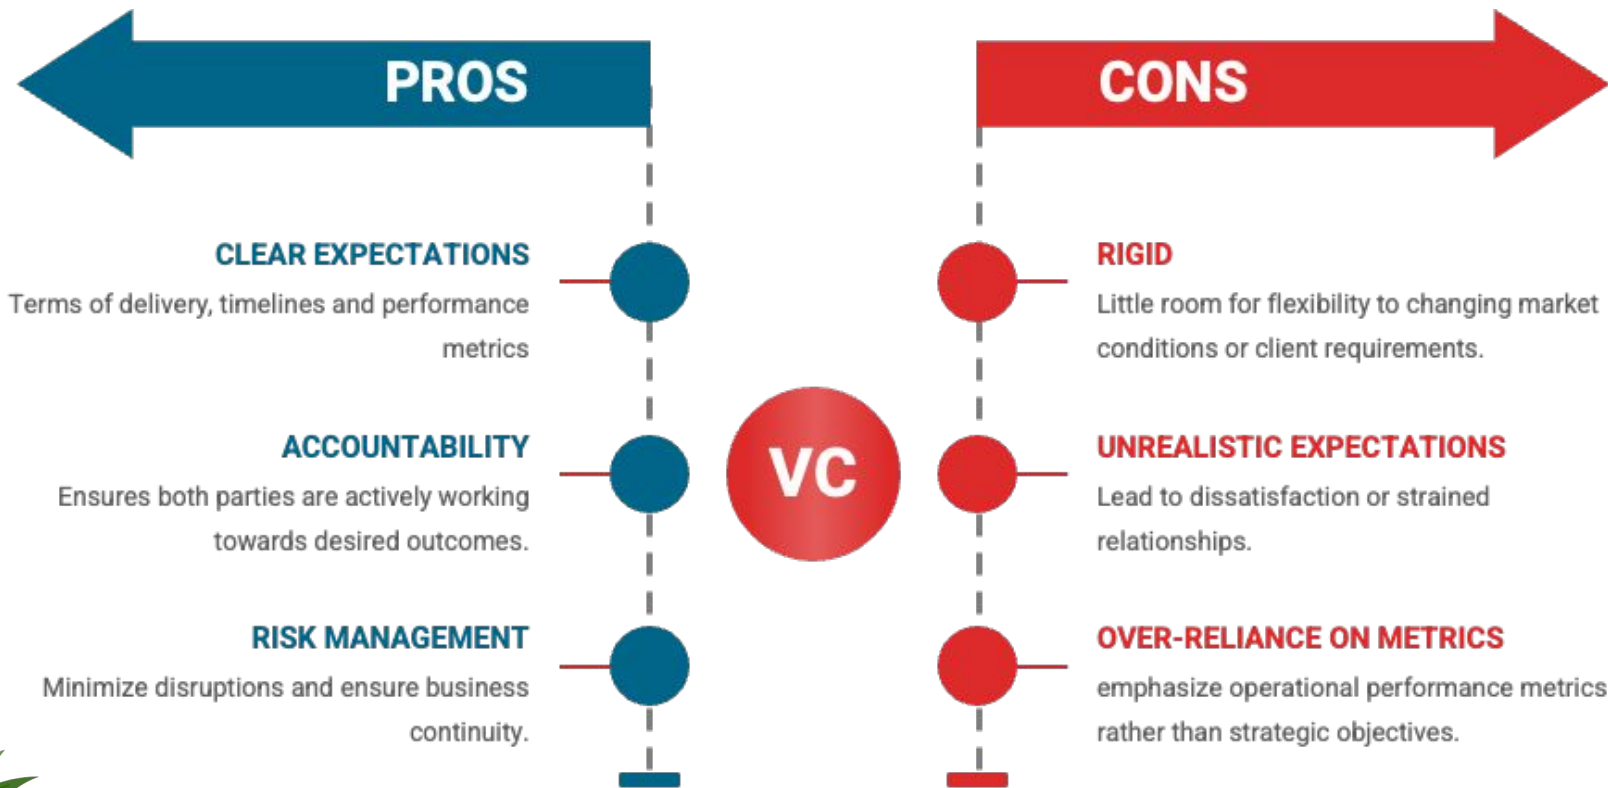 PROS
CLEAR EXPECTATIONS
Terms of delivery, timelines and performance
metrics
ACCOUNTABILITY
Ensures both parties are actively working
towards desired outcomes.
RISK MANAGEMENT
Minimize disruptions and ensure business
continuity.
VC
CONS
RIGID
Little room for flexibility to changing market
conditions or client requirements.
UNREALISTIC EXPECTATIONS
Lead to dissatisfaction or strained
relationships.
OVER-RELIANCE ON METRICS
emphasize operational performance metrics
rather than strategic objectives.